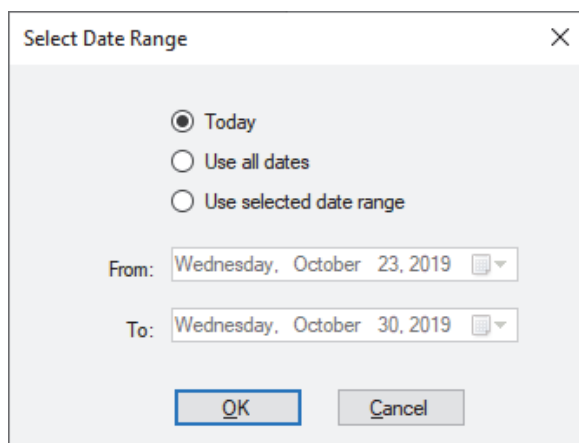 Select Date Range
Today
Use all dates
Use selected date range
From: Wednesday, October 23, 2019
To: Wednesday, October 30, 2019
OK Cancel